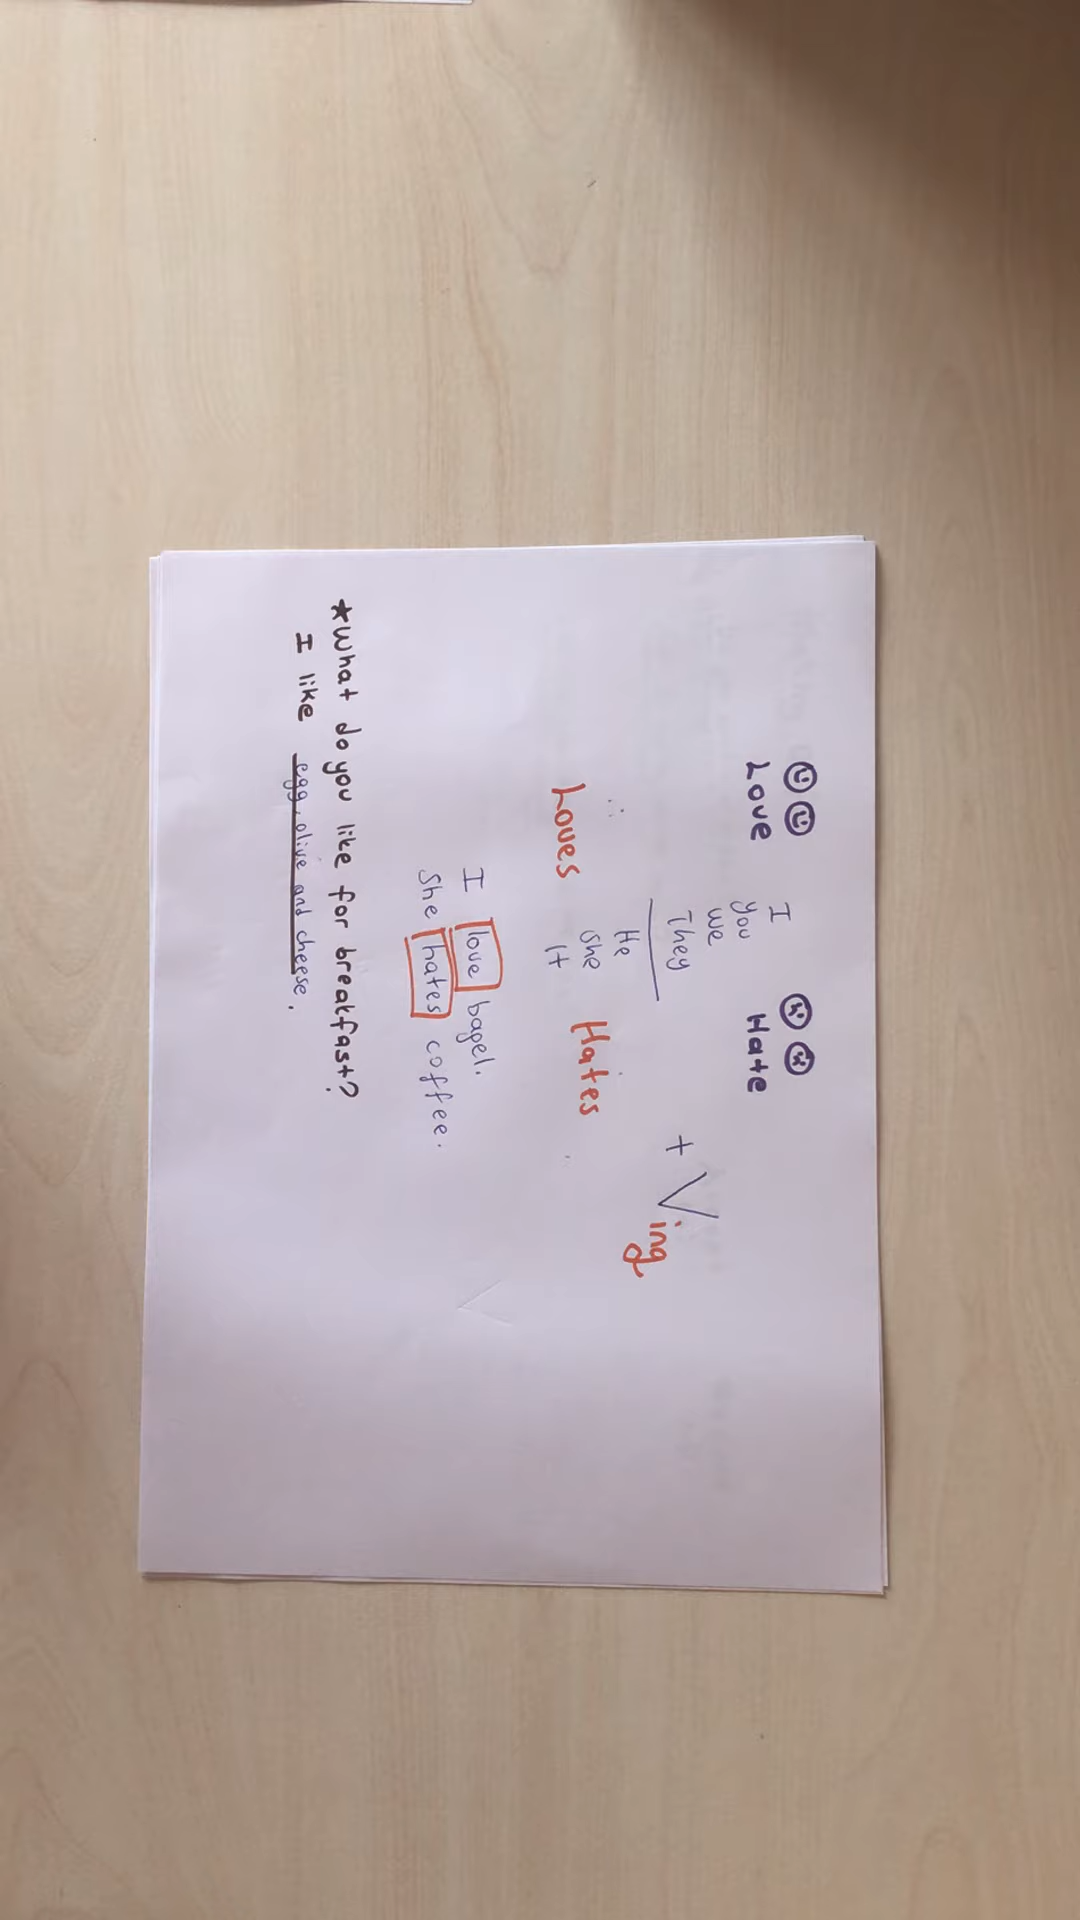 Love Hate
I
you
we
They
+ Ving
He
she
It
Loves Hates
I love bagel.
She hates coffee.
*What do you like for breakfast?
I like egg, olive and cheese.